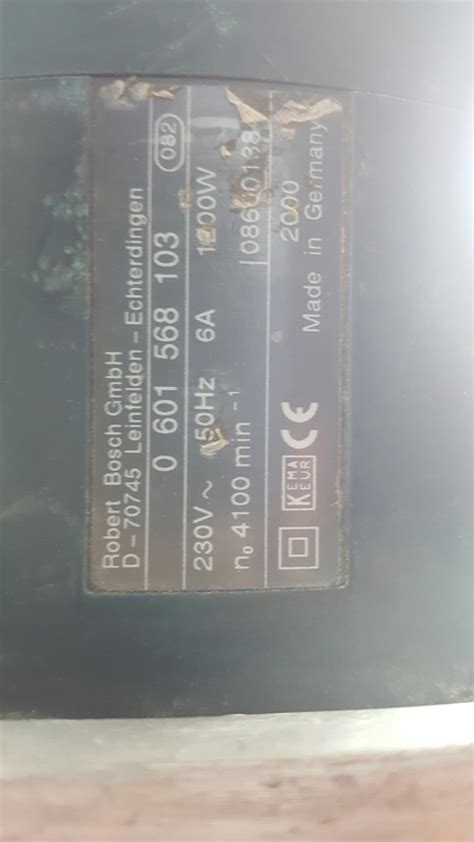 Robert Bosch GmbH
D - 70745 Leinfelden - Echterdingen
0 601 568 103 082
230V ~ 50Hz 6A 1200W
n₀ 4100 min ⁻¹
2000
KEMA KEUR CE Made in Germany